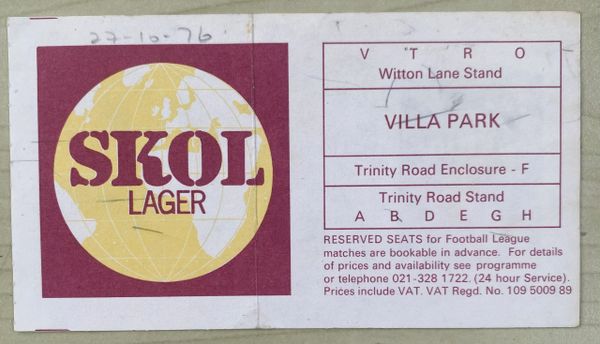 27-10-76
SKOL
LAGER
V T R O
Witton Lane Stand
VILLA PARK
Trinity Road Enclosure - F
Trinity Road Stand
A B D E G H
RESERVED SEATS for Football League
matches are bookable in advance. For details
of prices and availability see programme
or telephone 021-328 1722. (24 hour Service).
Prices include VAT. VAT Regd. No. 109 5009 89